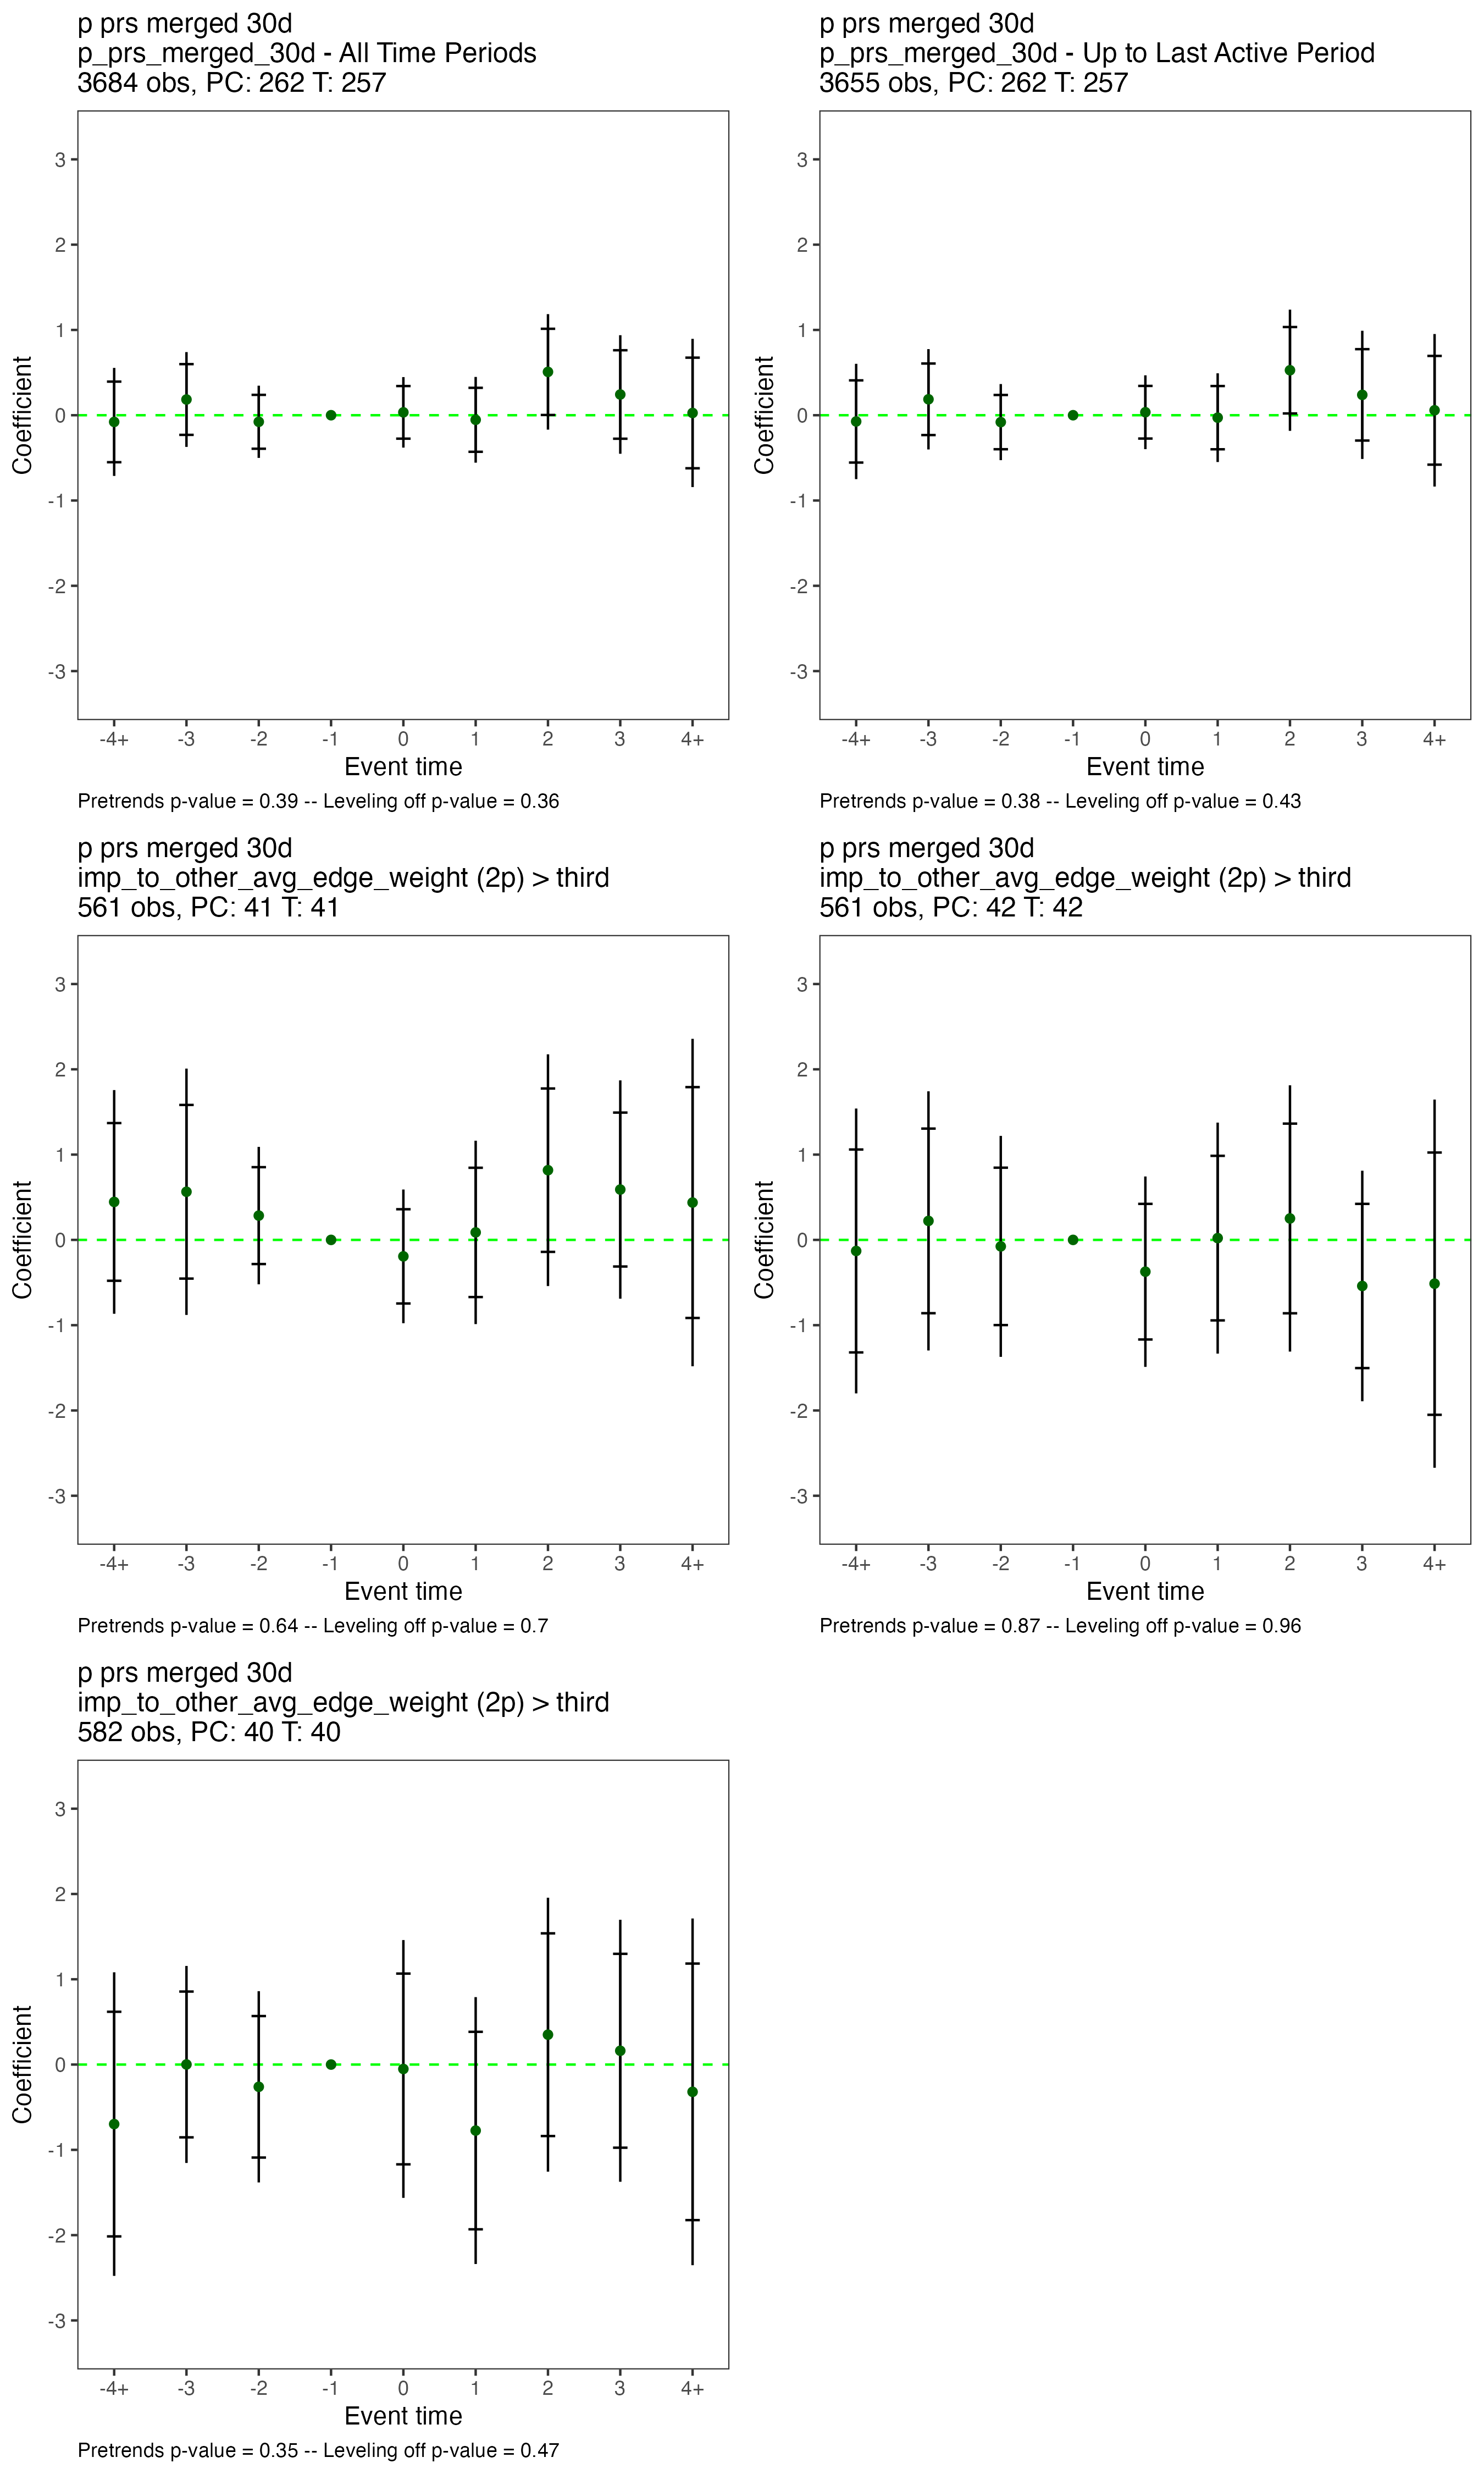 p prs merged 30d
p_prs_merged_30d - All Time Periods
3684 obs, PC: 262 T: 257
Coefficient
3
2
1
0
-1
-2
-3
-4+ -3 -2 -1 0 1 2 3 4+
Event time
Pretrends p-value = 0.39 -- Leveling off p-value = 0.36
p prs merged 30d
p_prs_merged_30d - Up to Last Active Period
3655 obs, PC: 262 T: 257
Coefficient
3
2
1
0
-1
-2
-3
-4+ -3 -2 -1 0 1 2 3 4+
Event time
Pretrends p-value = 0.38 -- Leveling off p-value = 0.43
p prs merged 30d
imp_to_other_avg_edge_weight (2p) > third
561 obs, PC: 41 T: 41
Coefficient
3
2
1
0
-1
-2
-3
-4+ -3 -2 -1 0 1 2 3 4+
Event time
Pretrends p-value = 0.64 -- Leveling off p-value = 0.7
p prs merged 30d
imp_to_other_avg_edge_weight (2p) > third
561 obs, PC: 42 T: 42
Coefficient
3
2
1
0
-1
-2
-3
-4+ -3 -2 -1 0 1 2 3 4+
Event time
Pretrends p-value = 0.87 -- Leveling off p-value = 0.96
p prs merged 30d
imp_to_other_avg_edge_weight (2p) > third
582 obs, PC: 40 T: 40
Coefficient
3
2
1
0
-1
-2
-3
-4+ -3 -2 -1 0 1 2 3 4+
Event time
Pretrends p-value = 0.35 -- Leveling off p-value = 0.47